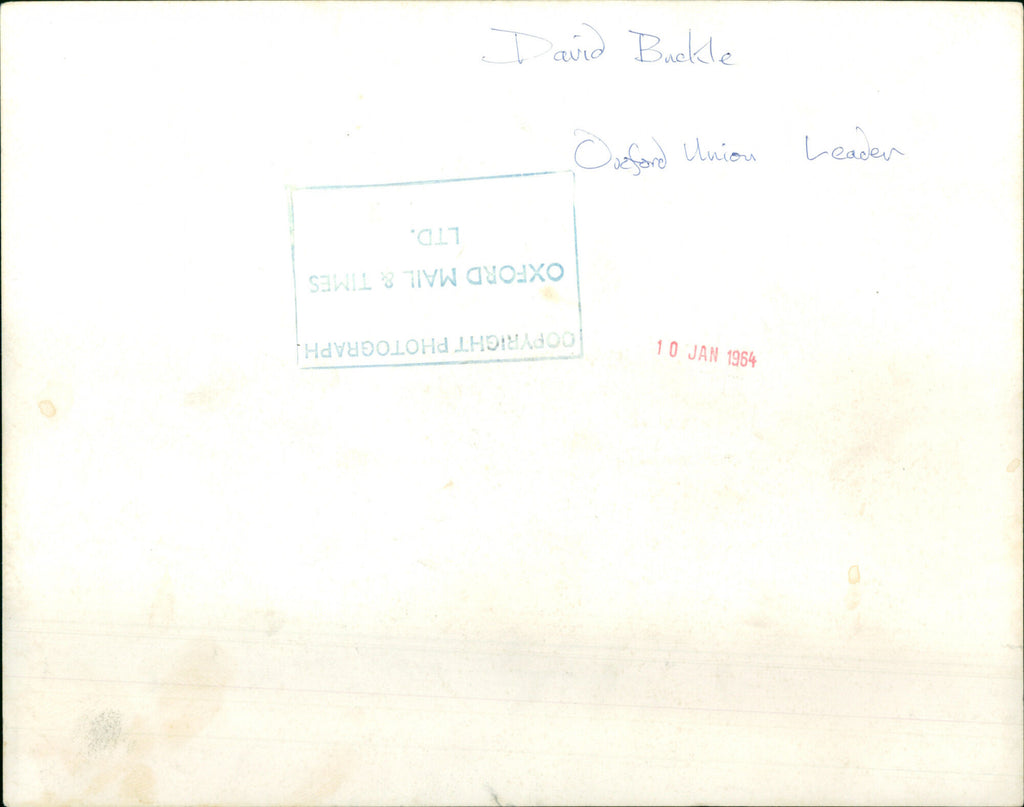 David Buckle
Oxford Union Leader
COPYRIGHT PHOTOGRAPH
OXFORD MAIL & TIMES
LTD.
10 JAN 1964